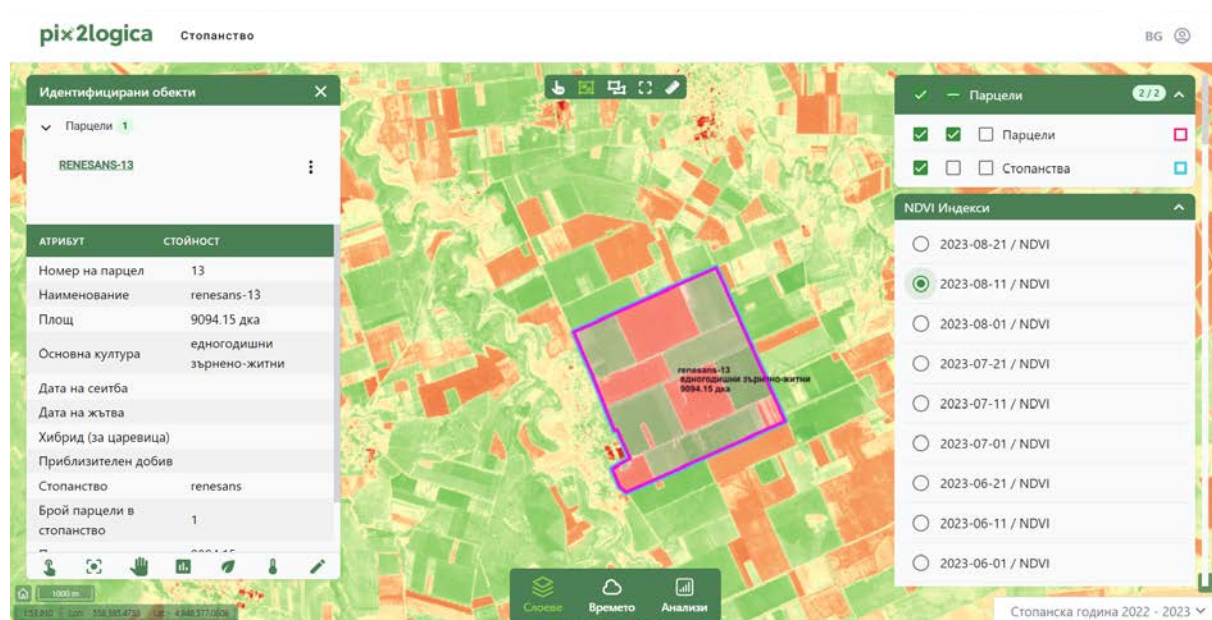 pix2logica
Стопанство
BG
Идентифицирани обекти
Парцели 1
RENESANS-13
АТРИБУТ СТОЙНОСТ
Номер на парцел 13
Наименование renesans-13
Площ 9094.15 дка
Основна култура едногодишни
зърнено-житни
Дата на сеитба
Дата на жътва
Хибрид (за царевица)
Приблизителен добив
Стопанство renesans
Брой парцели в
стопанство 1
1000 m
renesans-13
едногодишни зърнено-житни
9094.15 дка
Слоеве
Времето
Анализи
Парцели 2/2
Парцели
Стопанства
NDVI Индекси
2023-08-21 / NDVI
2023-08-11 / NDVI
2023-08-01 / NDVI
2023-07-21 / NDVI
2023-07-11 / NDVI
2023-07-01 / NDVI
2023-06-21 / NDVI
2023-06-11 / NDVI
2023-06-01 / NDVI
Стопанска година 2022 - 2023